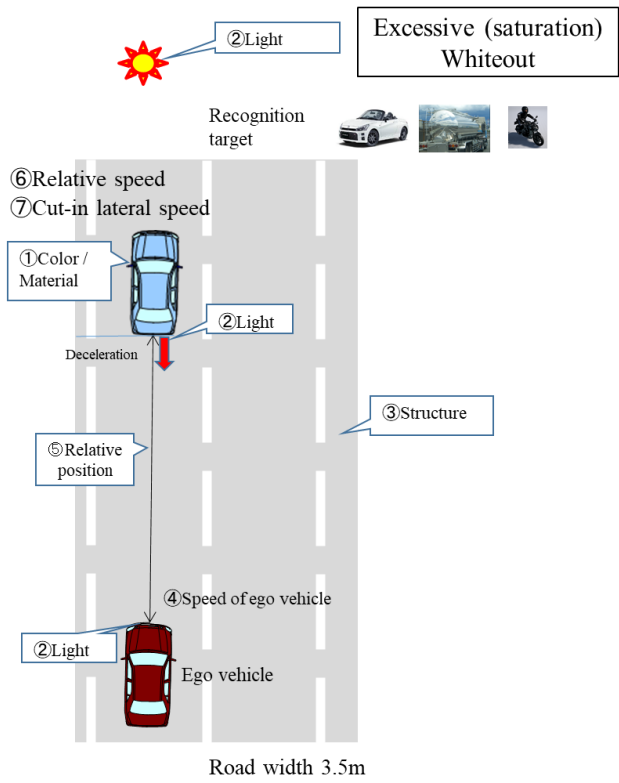 ②Light
Excessive (saturation)
Whiteout
Recognition
target
⑥Relative speed
⑦Cut-in lateral speed
①Color /
Material
②Light
Deceleration
③Structure
⑤Relative
position
④Speed of ego vehicle
②Light
Ego vehicle
Road width 3.5m